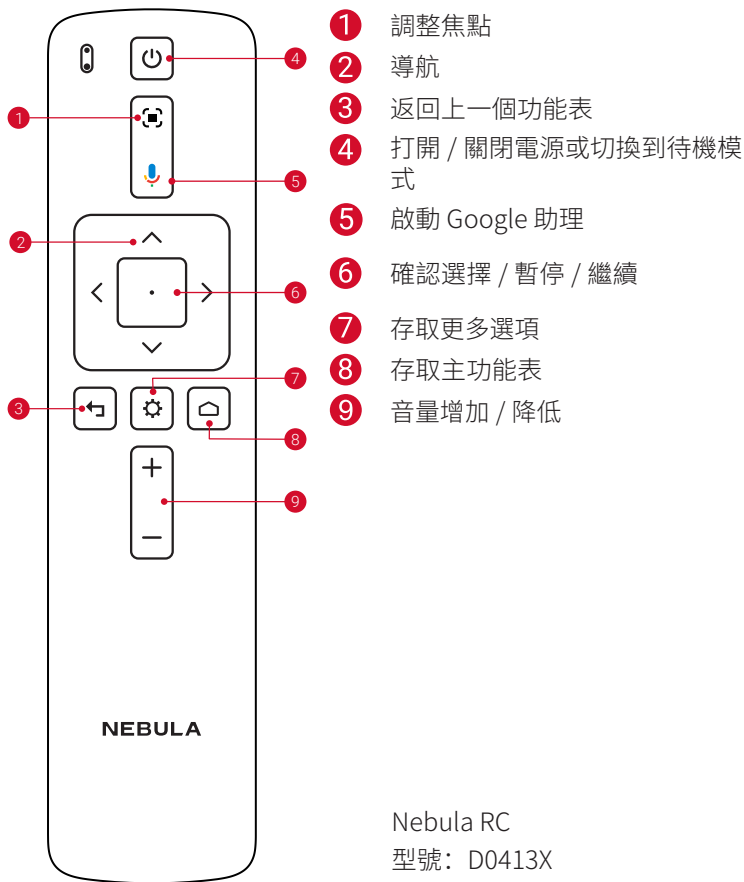 4
1
5
2
6
7
3
8
9
NEBULA
1 調整焦點
2 導航
3 返回上一個功能表
4 打開 / 關閉電源或切換到待機模
式
5 啟動 Google 助理
6 確認選擇 / 暫停 / 繼續
7 存取更多選項
8 存取主功能表
9 音量增加 / 降低
Nebula RC
型號：D0413X